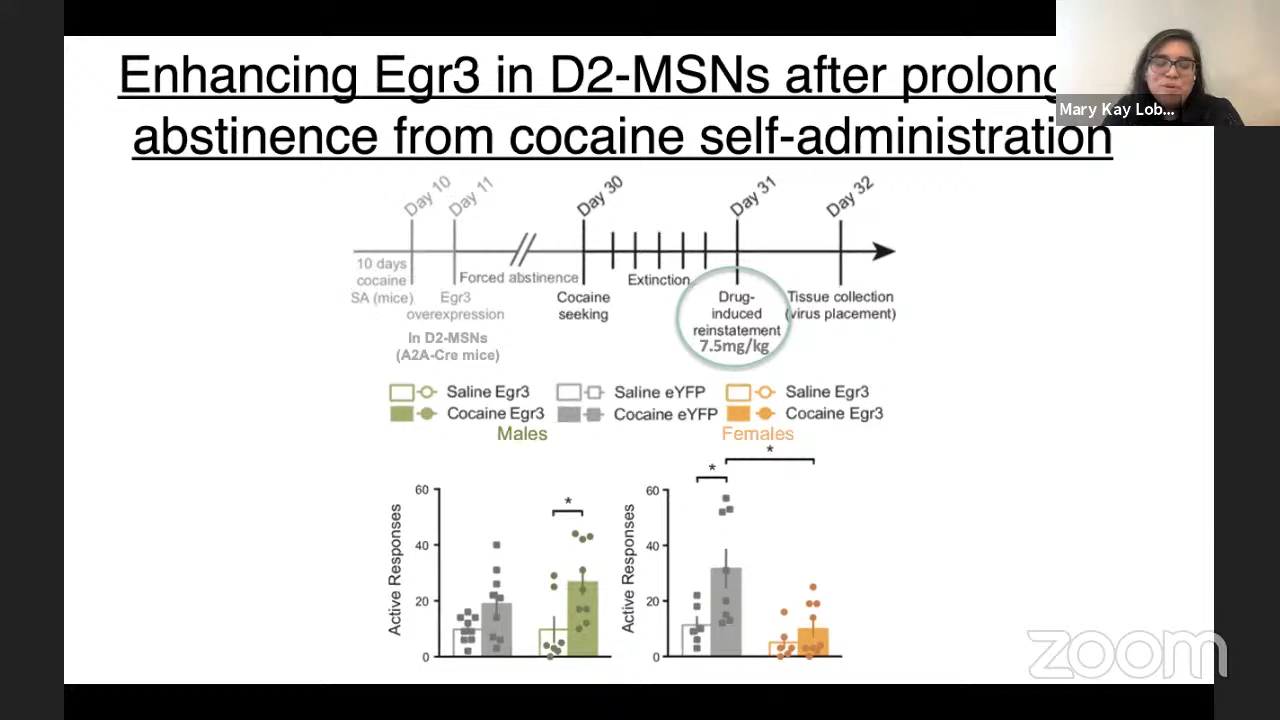 Enhancing Egr3 in D2-MSNs after prolong
abstinence from cocaine self-administration
Mary Kay Lob...
Day 10
Day 11
Day 30
Day 31
Day 32
10 days
cocaine
SA (mice)
Egr3
overexpression
In D2-MSNs
(A2A-Cre mice)
Forced abstinence
Cocaine
seeking
Extinction
Drug-
induced
reinstatement
7.5mg/kg
Tissue collection
(virus placement)
Saline Egr3
Cocaine Egr3
Saline eYFP
Cocaine eYFP
Saline Egr3
Cocaine Egr3
Males
Females
Active Responses
60
40
20
0
*
Active Responses
60
40
20
0
*
*
zoom